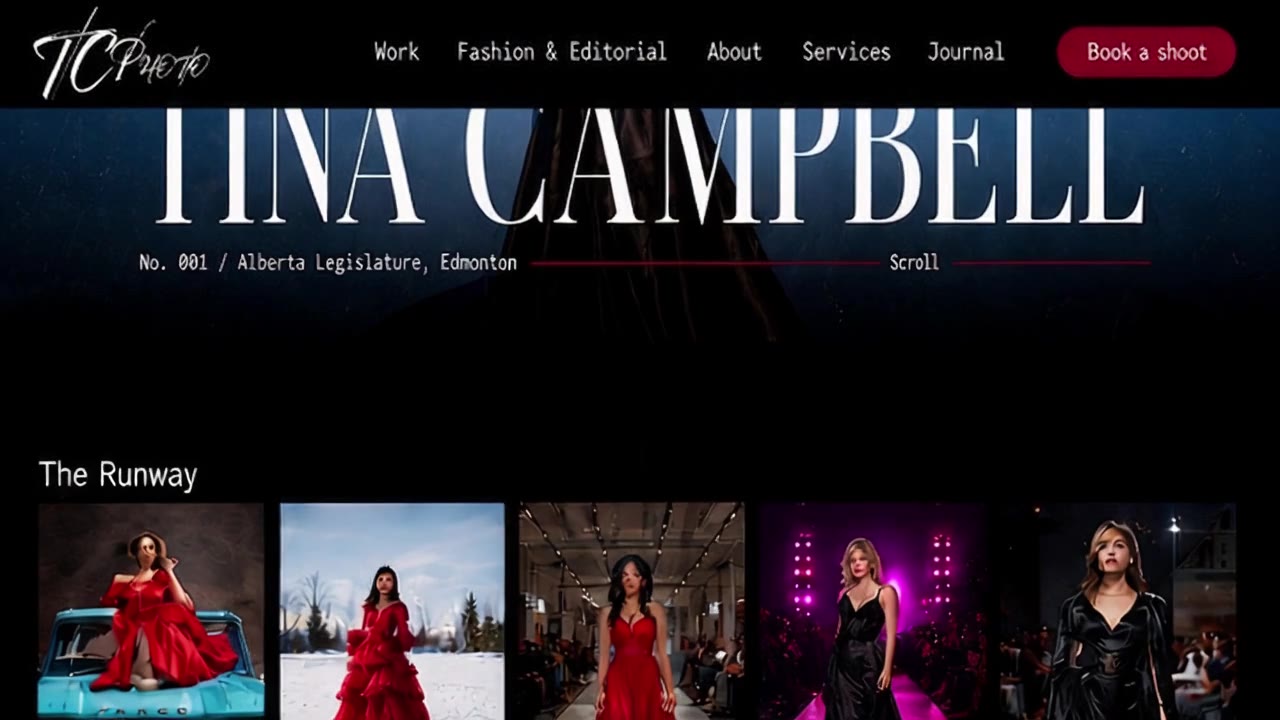 TCPHOTO
Work Fashion & Editorial About Services Journal Book a shoot
TINA CAMPBELL
No. 001 / Alberta Legislature, Edmonton Scroll
The Runway